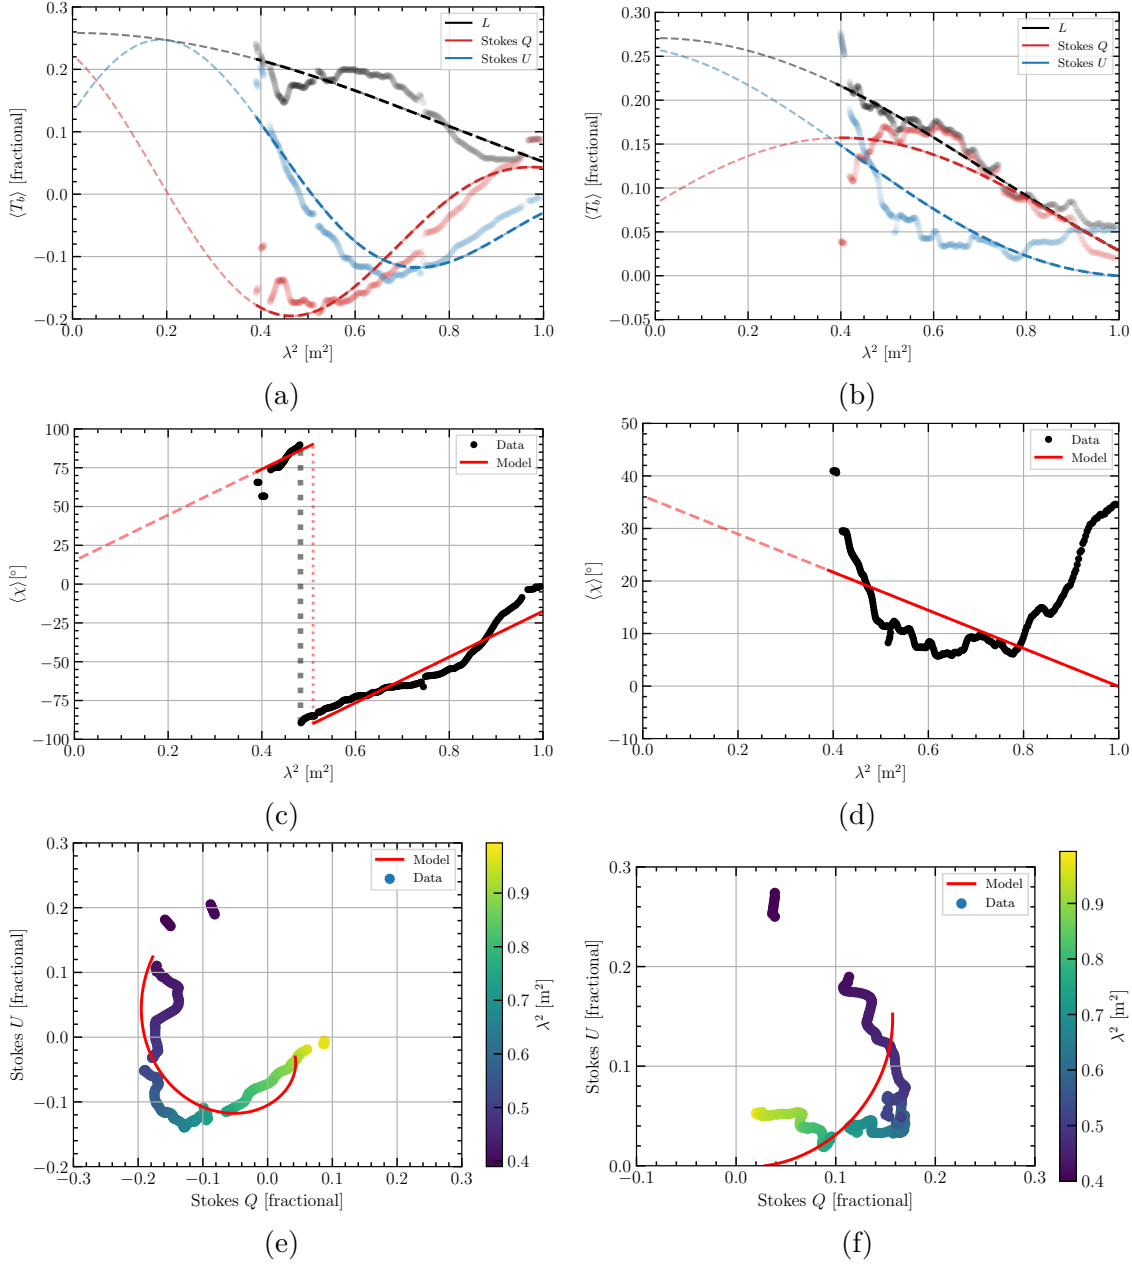 0.30
0.2
0.1
0.0
−0.1
−0.2
⟨T_b⟩ [fractional]
0.0 0.2 0.4 0.6 0.8 1.0
λ² [m²]
L
Stokes Q
Stokes U
(a)
0.30
0.25
0.20
0.15
0.10
0.05
0.00
−0.05
⟨T_b⟩ [fractional]
0.0 0.2 0.4 0.6 0.8 1.0
λ² [m²]
L
Stokes Q
Stokes U
(b)
100
75
50
25
0
−25
−50
−75
−100
⟨χ⟩[°]
0.0 0.2 0.4 0.6 0.8 1.0
λ² [m²]
Data
Model
(c)
50
40
30
20
10
0
−10
⟨χ⟩[°]
0.0 0.2 0.4 0.6 0.8 1.0
λ² [m²]
Data
Model
(d)
0.3
0.2
0.1
0.0
−0.1
−0.2
Stokes U [fractional]
−0.3 −0.2 −0.1 0.0 0.1 0.2 0.3
Stokes Q [fractional]
Model
Data
0.9
0.8
0.7
0.6
0.5
0.4
λ² [m²]
(e)
0.3
0.2
0.1
0.0
Stokes U [fractional]
−0.1 0.0 0.1 0.2 0.3
Stokes Q [fractional]
Model
Data
0.9
0.8
0.7
0.6
0.5
0.4
λ² [m²]
(f)